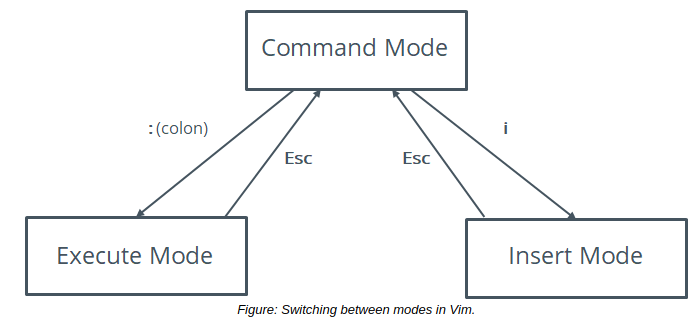 Command Mode
: (colon)
i
Esc
Esc
Execute Mode
Insert Mode
Figure: Switching between modes in Vim.